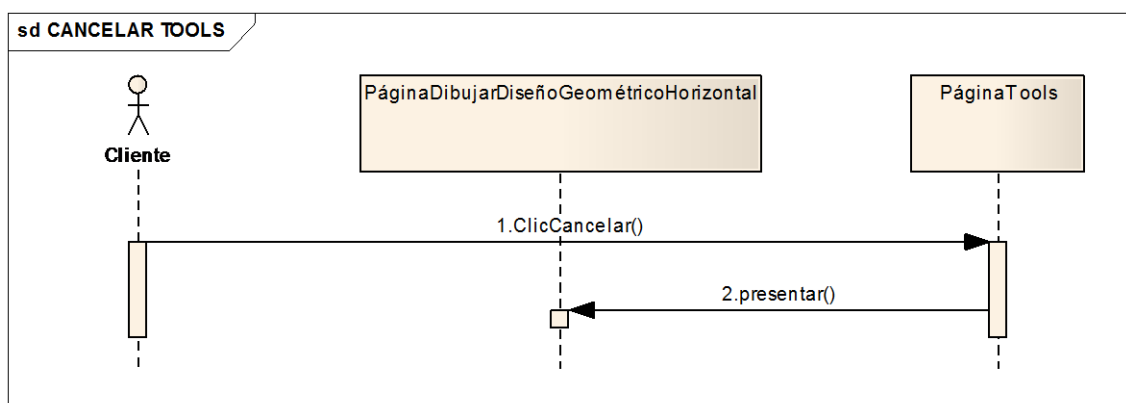 sd CANCELAR TOOLS
Cliente
PáginaDibujarDiseñoGeométricoHorizontal
PáginaTools
1.ClicCancelar()
2.presentar()